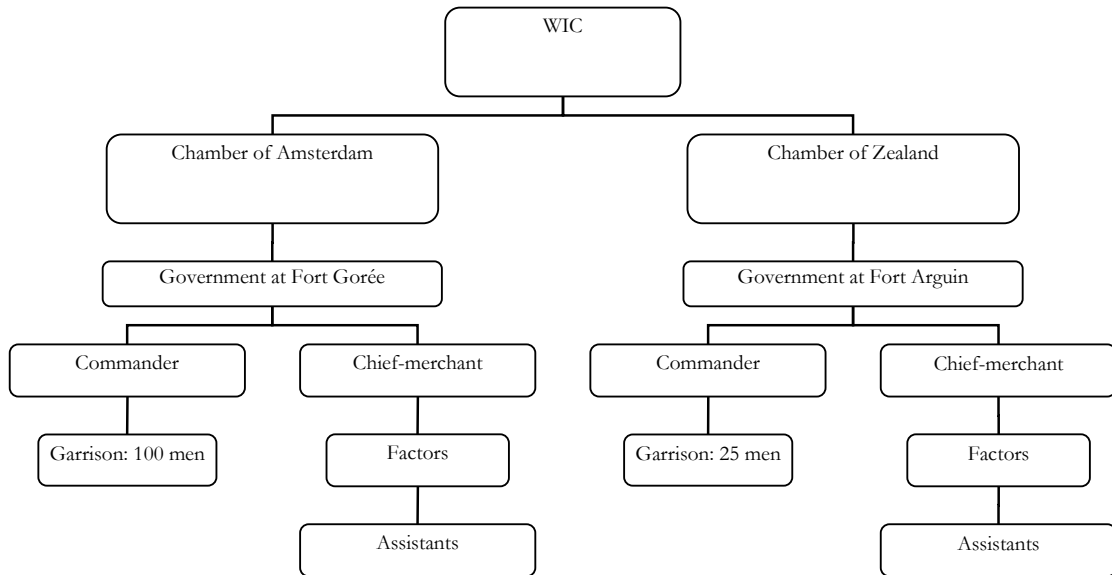 WIC
Chamber of Amsterdam
Chamber of Zealand
Government at Fort Gorée
Government at Fort Arguin
Commander
Chief-merchant
Commander
Chief-merchant
Garrison: 100 men
Factors
Garrison: 25 men
Factors
Assistants
Assistants